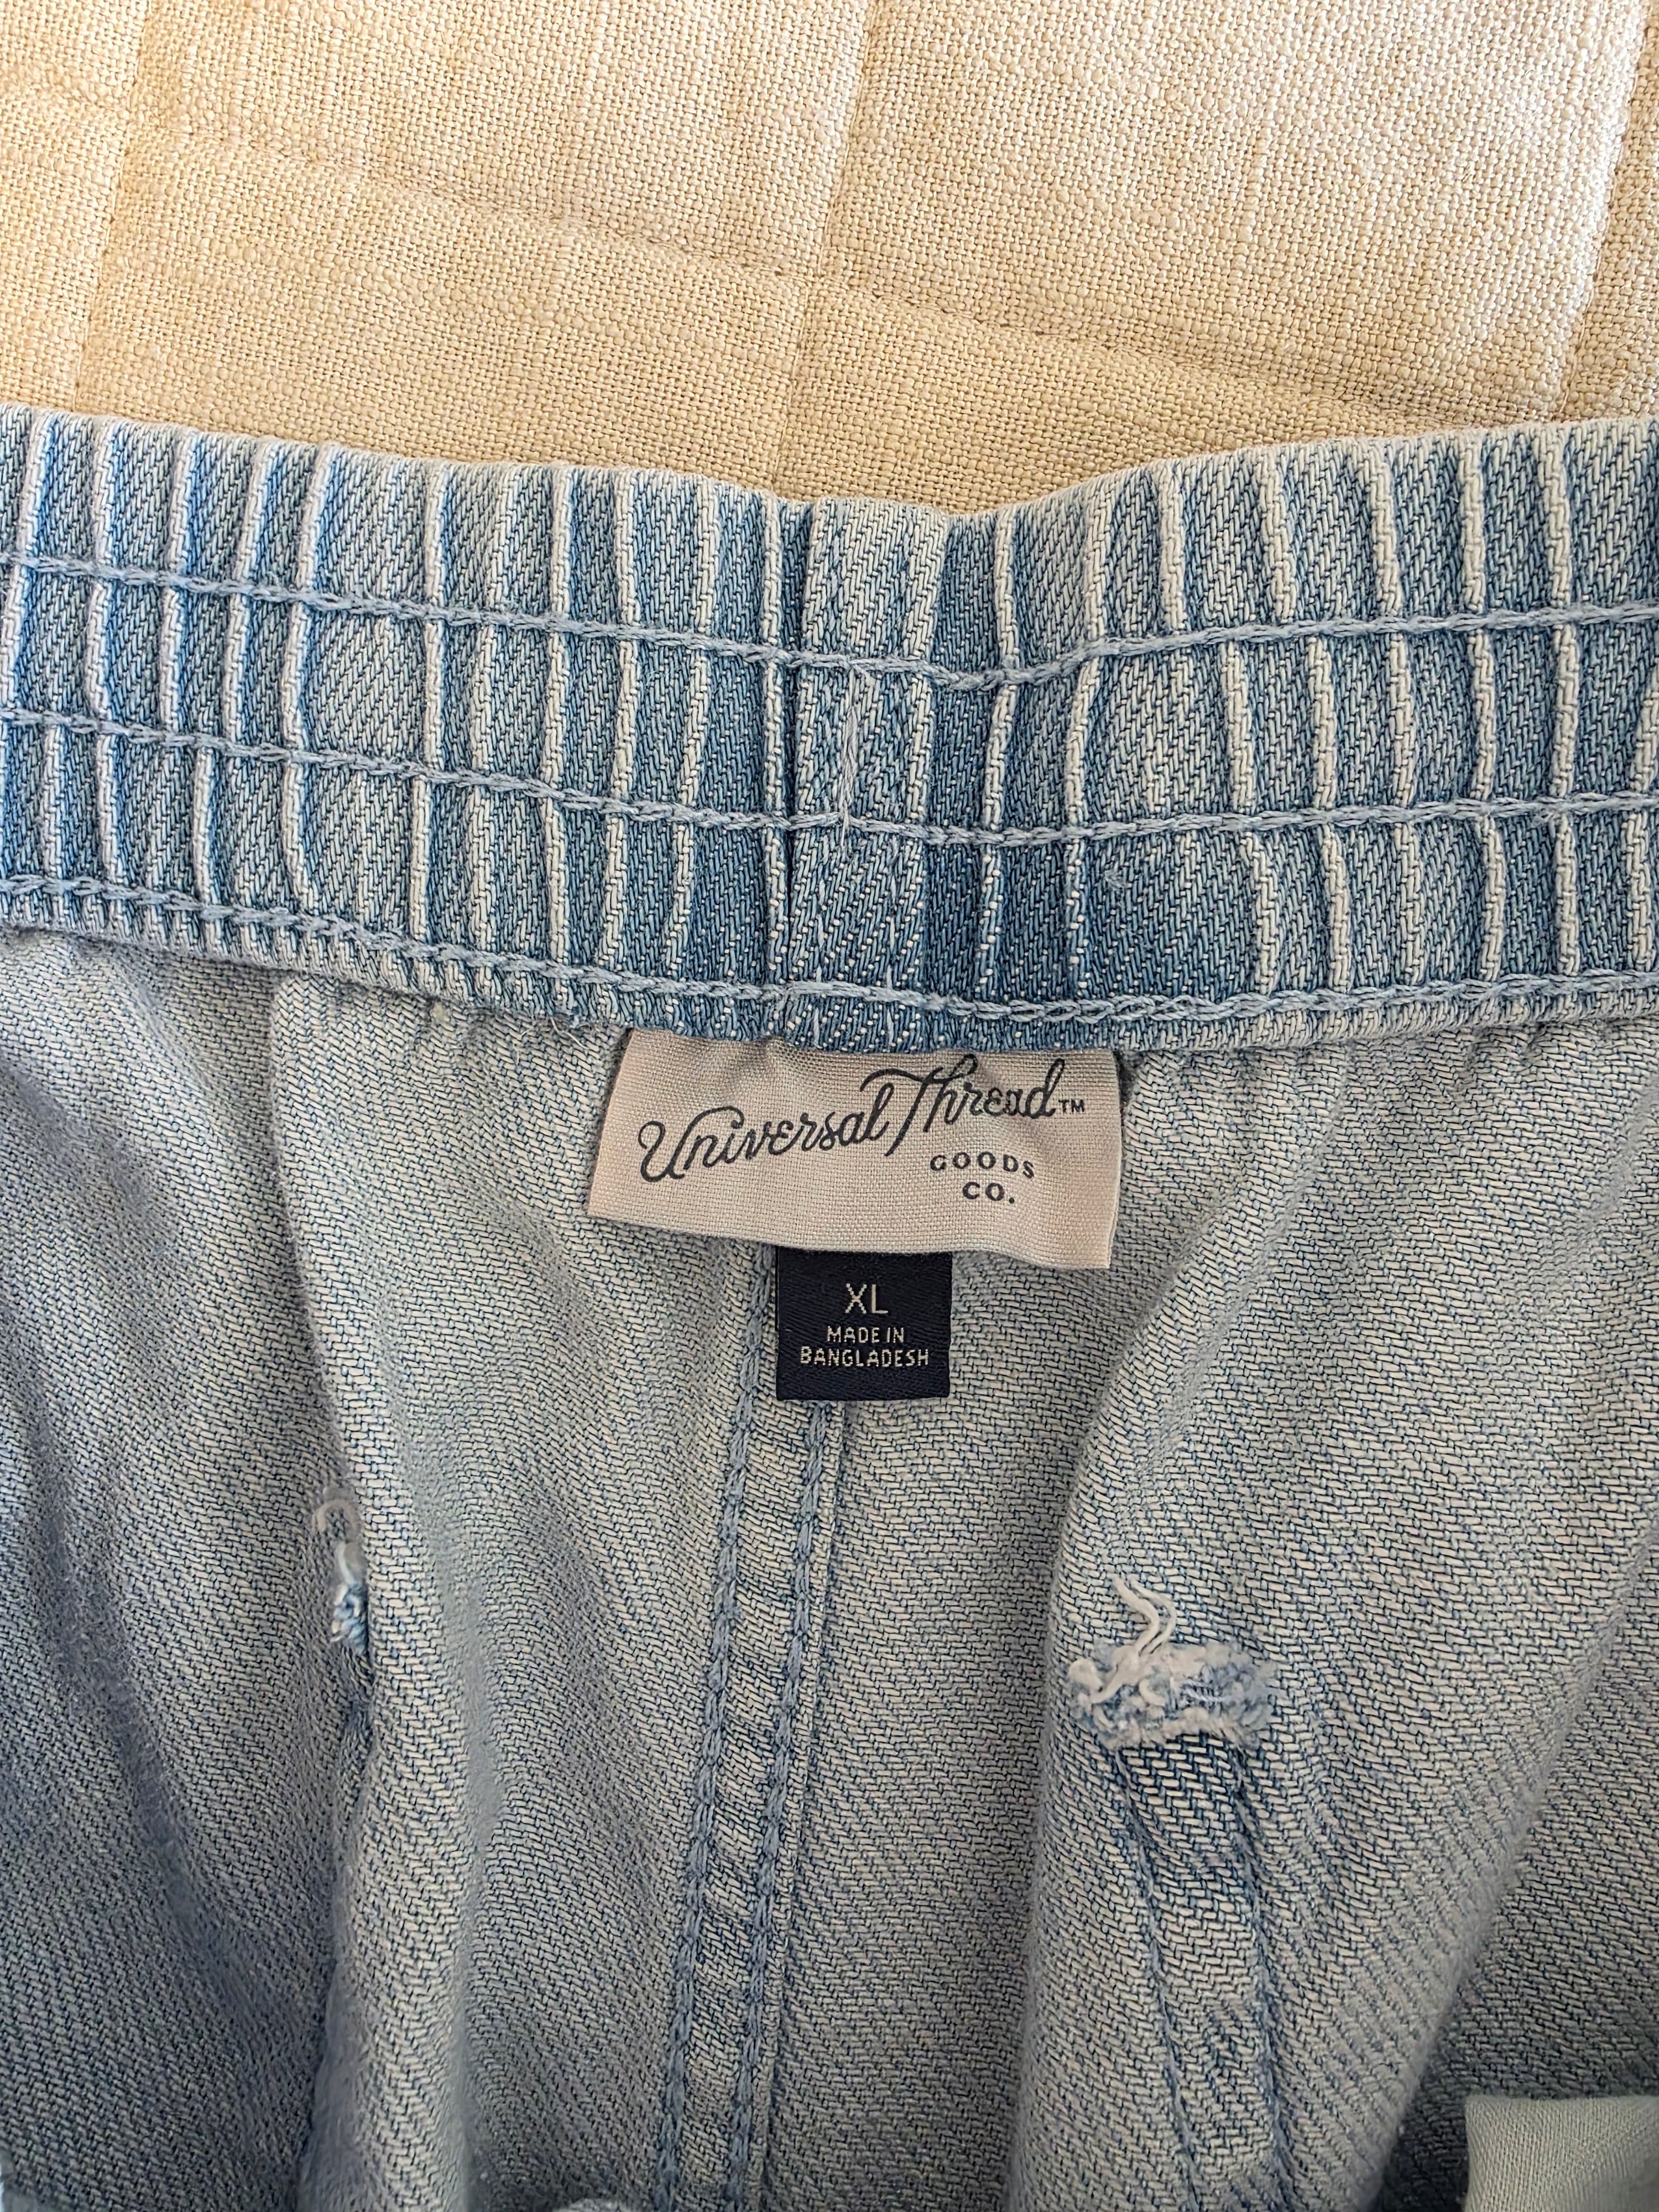 Universal Thread™
GOODS
CO.
XL
MADE IN
BANGLADESH